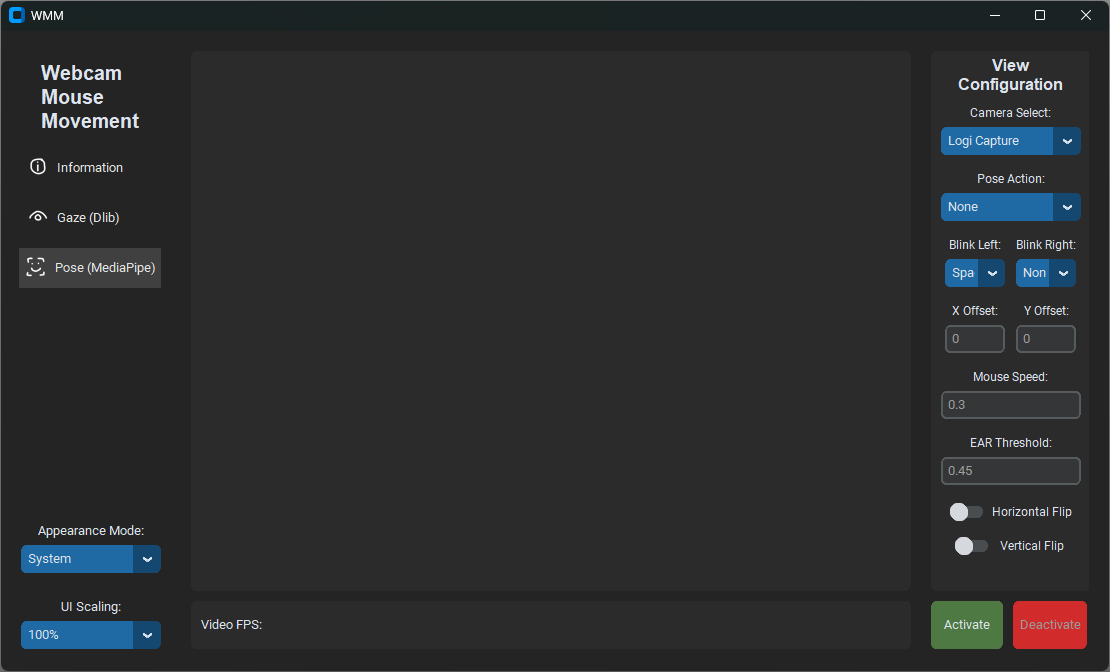 WMM
Webcam
Mouse
Movement
Information
Gaze (Dlib)
Pose (MediaPipe)
Appearance Mode:
System
UI Scaling:
100%
Video FPS:
View
Configuration
Camera Select:
Logi Capture
Pose Action:
None
Blink Left: Blink Right:
Spa Non
X Offset: Y Offset:
0 0
Mouse Speed:
0.3
EAR Threshold:
0.45
Horizontal Flip
Vertical Flip
Activate Deactivate